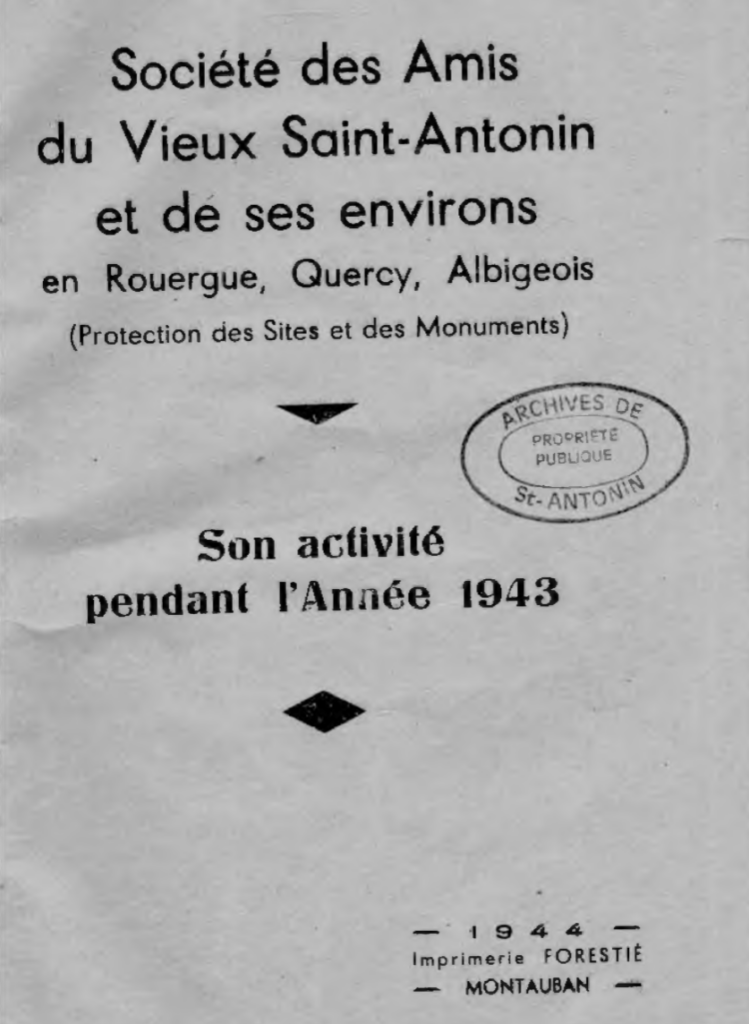 Société des Amis
du Vieux Saint-Antonin
et de ses environs
en Rouergue, Quercy, Albigeois
(Protection des Sites et des Monuments)
ARCHIVES DE
PROPRIETE
PUBLIQUE
St-ANTONIN
Son activité
pendant l'Année 1943
— 1944 —
Imprimerie FORESTIÉ
— MONTAUBAN —